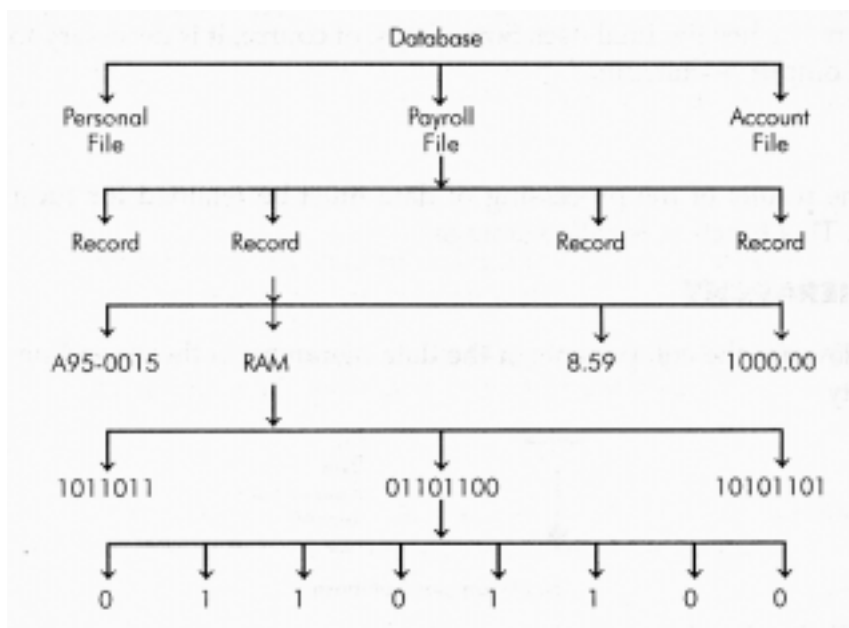 Database
Personal File
Payroll File
Account File
Record Record Record Record
A95-0015 RAM 8.59 1000.00
1011011 01101100 10101101
0 1 1 0 1 1 0 0